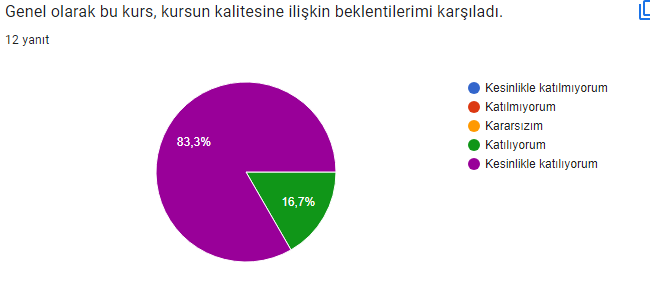 Genel olarak bu kurs, kursun kalitesine ilişkin beklentilerimi karşıladı.
12 yanıt
Kesinlikle katılmıyorum
Katılmıyorum
Kararsızım
Katılıyorum
Kesinlikle katılıyorum
83,3%
16,7%